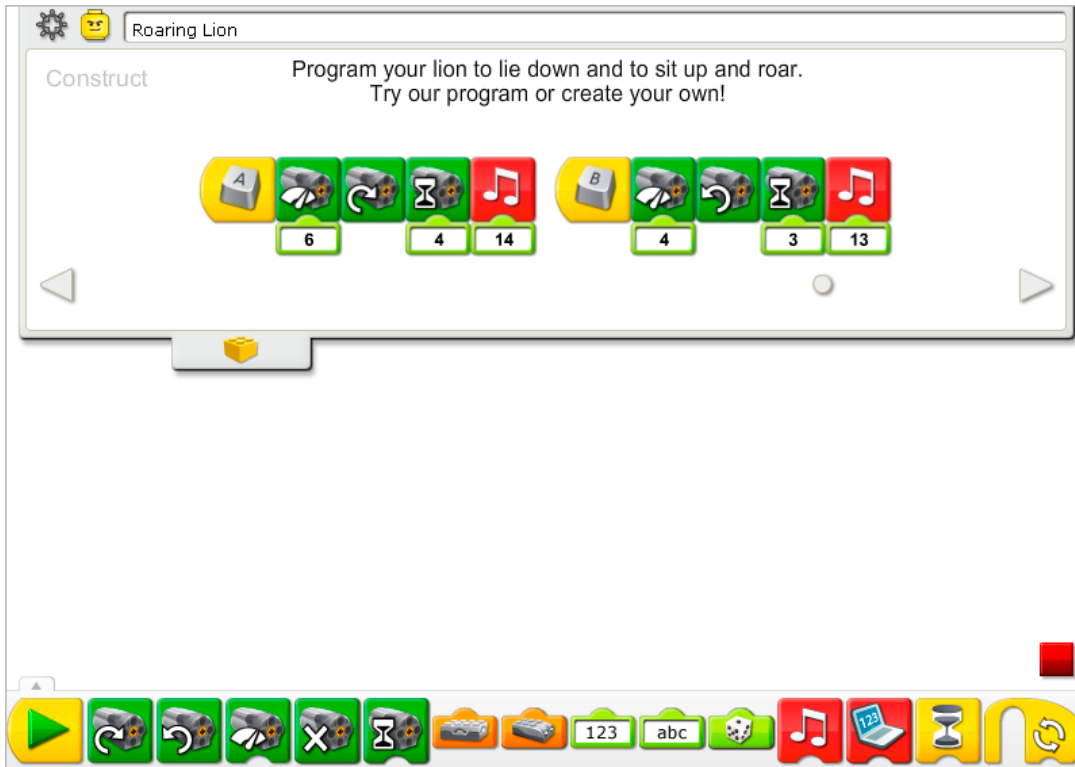 Roaring Lion
Construct
Program your lion to lie down and to sit up and roar.
Try our program or create your own!
A
B
6
4
14
4
3
13
123
abc
123